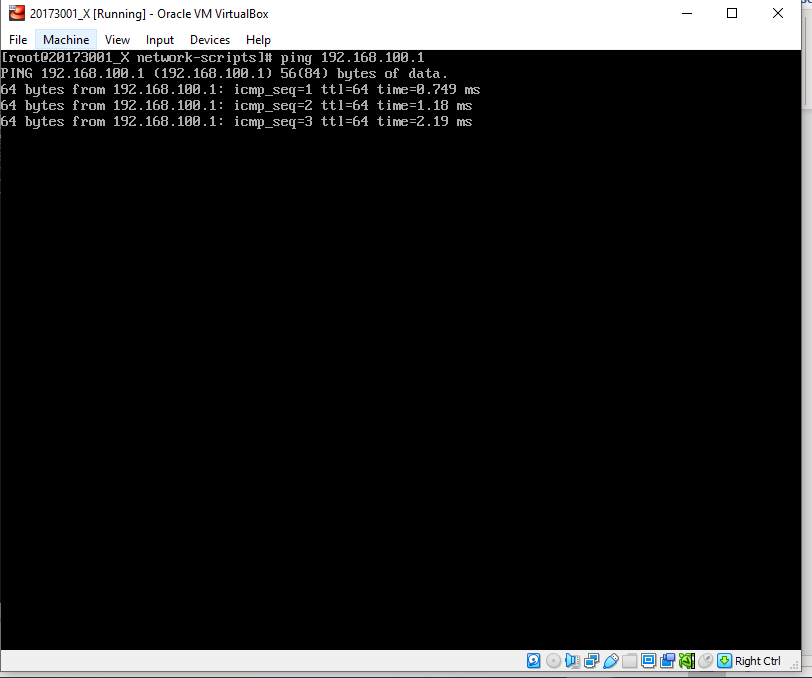 20173001_X [Running] - Oracle VM VirtualBox
File Machine View Input Devices Help
[root@20173001_X network-scripts]# ping 192.168.100.1
PING 192.168.100.1 (192.168.100.1) 56(84) bytes of data.
64 bytes from 192.168.100.1: icmp_seq=1 ttl=64 time=0.749 ms
64 bytes from 192.168.100.1: icmp_seq=2 ttl=64 time=1.18 ms
64 bytes from 192.168.100.1: icmp_seq=3 ttl=64 time=2.19 ms
Right Ctrl